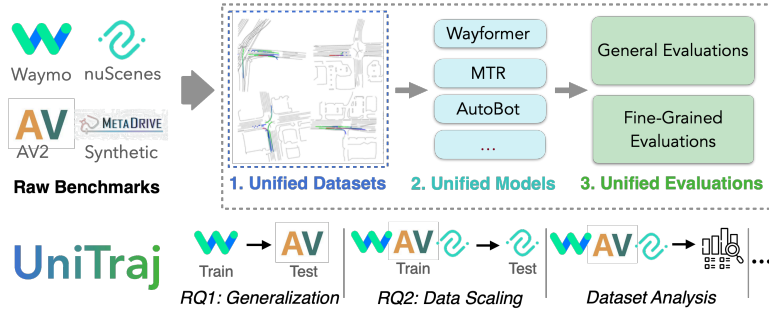 Waymo
nuScenes
AV
METADRIVE
AV2
Synthetic
Raw Benchmarks
1. Unified Datasets
Wayformer
MTR
AutoBot
...
2. Unified Models
General Evaluations
Fine-Grained
Evaluations
3. Unified Evaluations
UniTraj
AV
Train
Test
RQ1: Generalization
AV
Train
Test
RQ2: Data Scaling
AV
Dataset Analysis
...